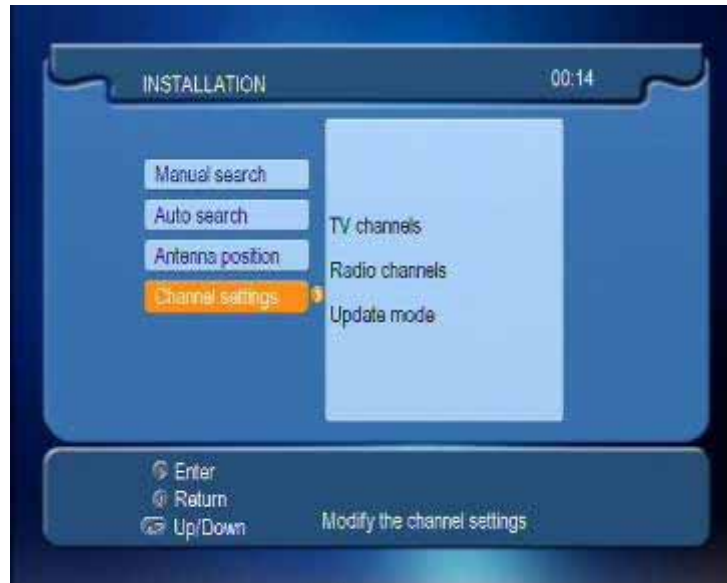 INSTALLATION 00:14
Manual search
Auto search
Antenna position
Channel settings
TV channels
Radio channels
Update mode
Enter
Return
Up/Down
Modify the channel settings